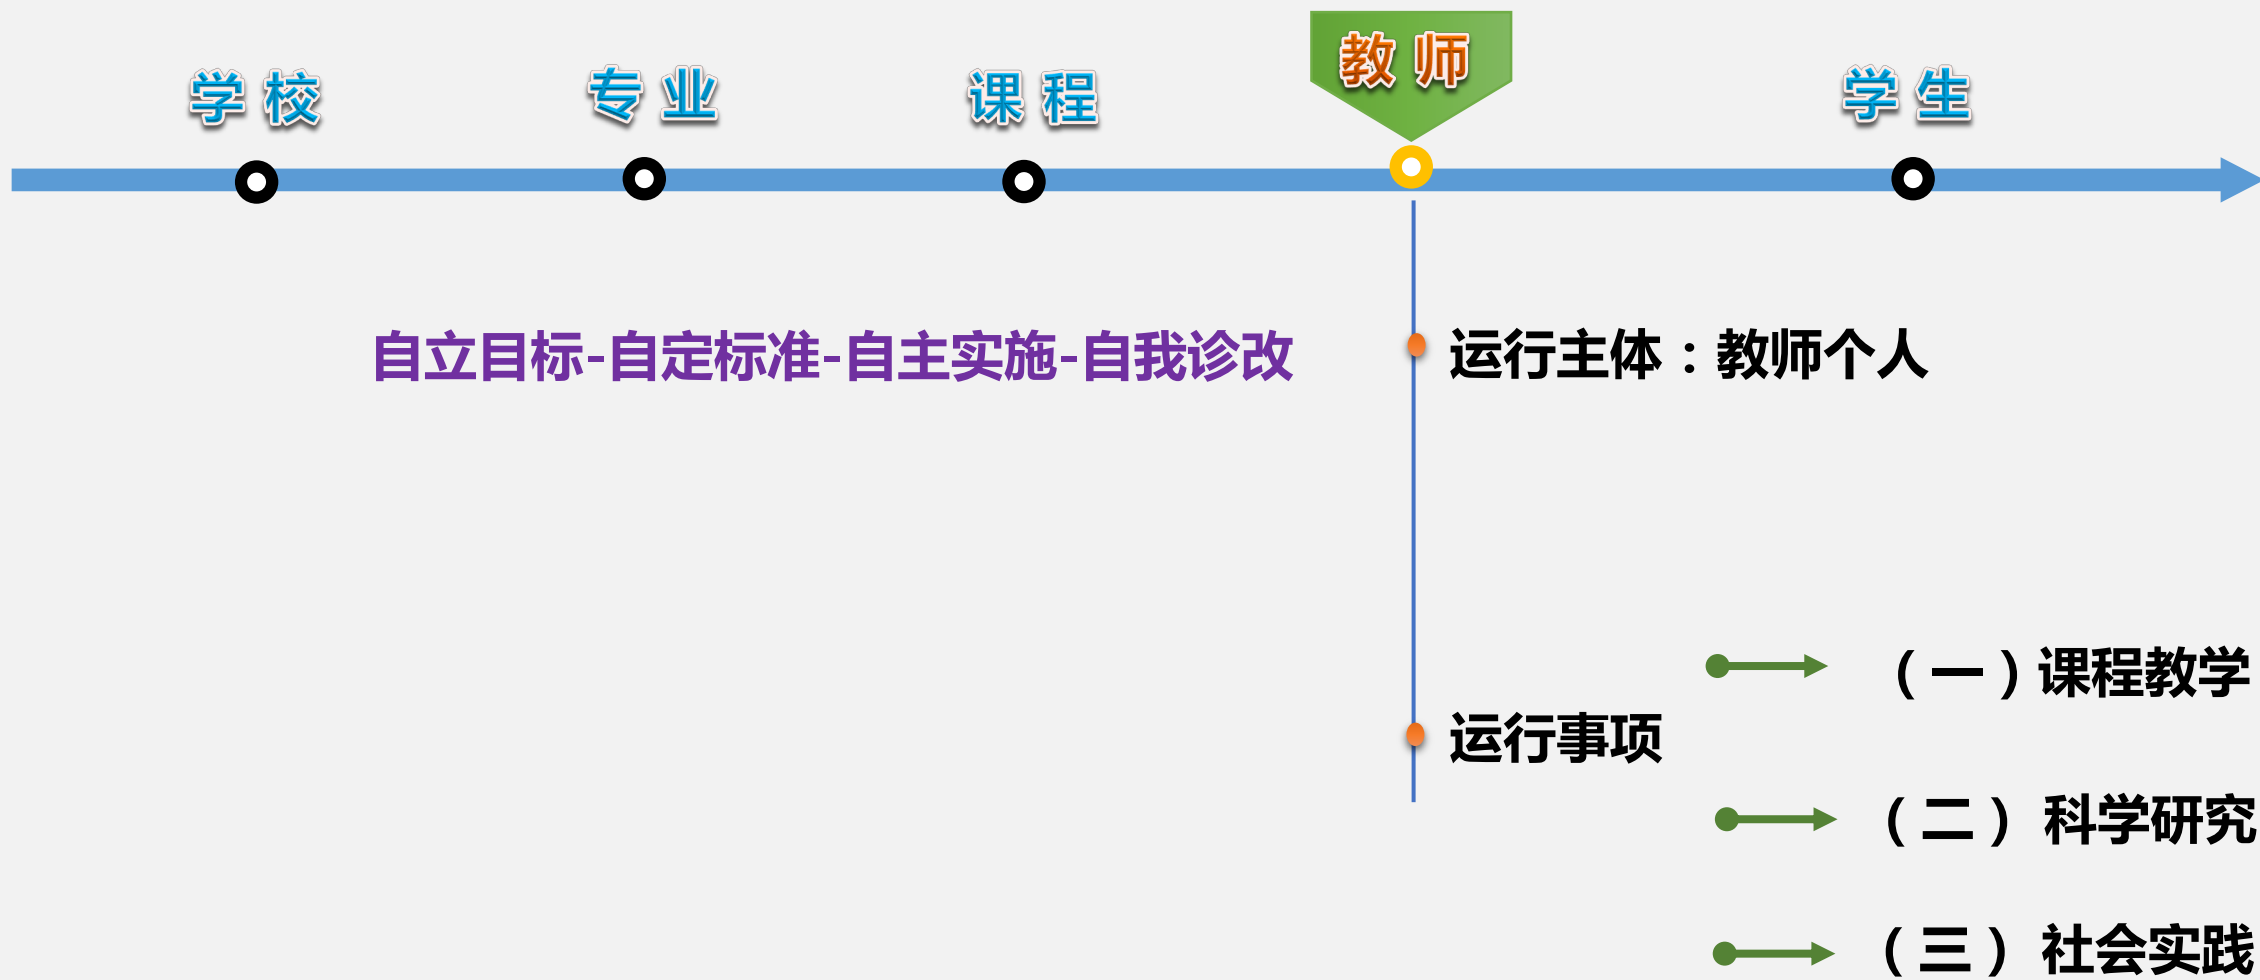 学校
专业
课程
教师
学生
自立目标-自定标准-自主实施-自我诊改
运行主体：教师个人
（一）课程教学
运行事项
（二）科学研究
（三）社会实践